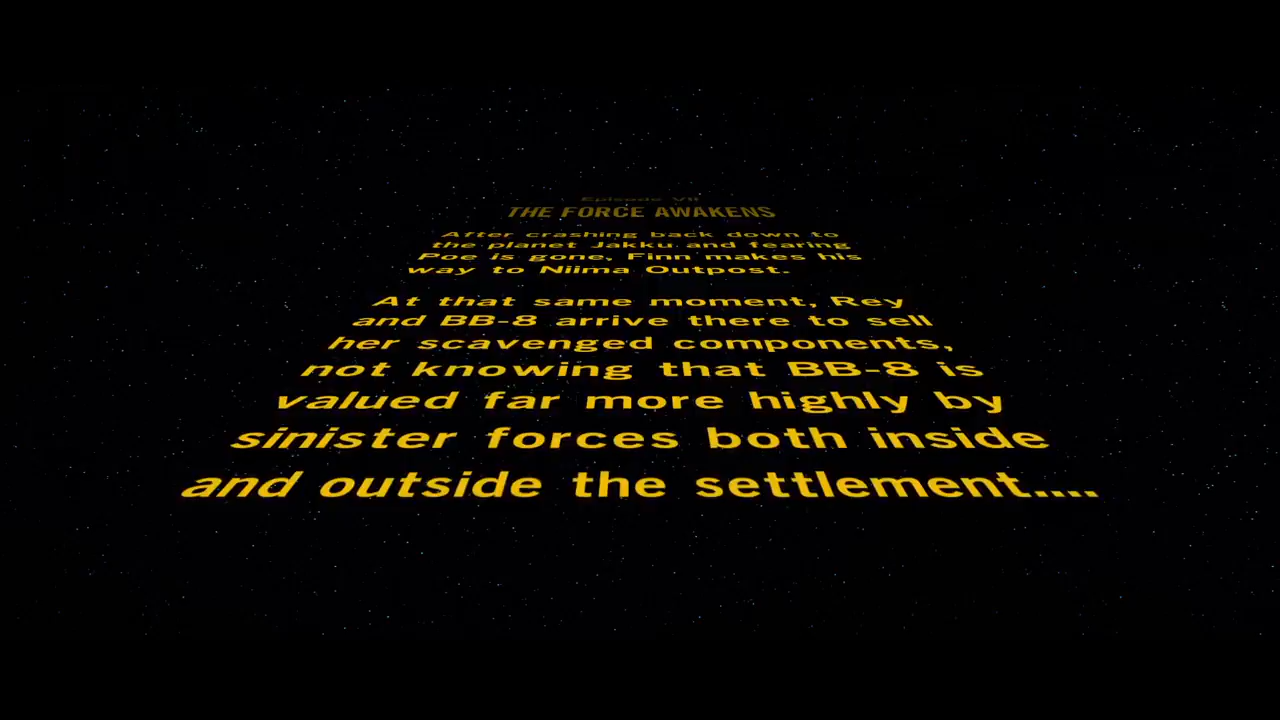 Episode VII
THE FORCE AWAKENS
After crashing back down to
the planet Jakku and fearing
Poe is gone, Finn makes his
way to Niima Outpost.
At that same moment, Rey
and BB-8 arrive there to sell
her scavenged components,
not knowing that BB-8 is
valued far more highly by
sinister forces both inside
and outside the settlement....